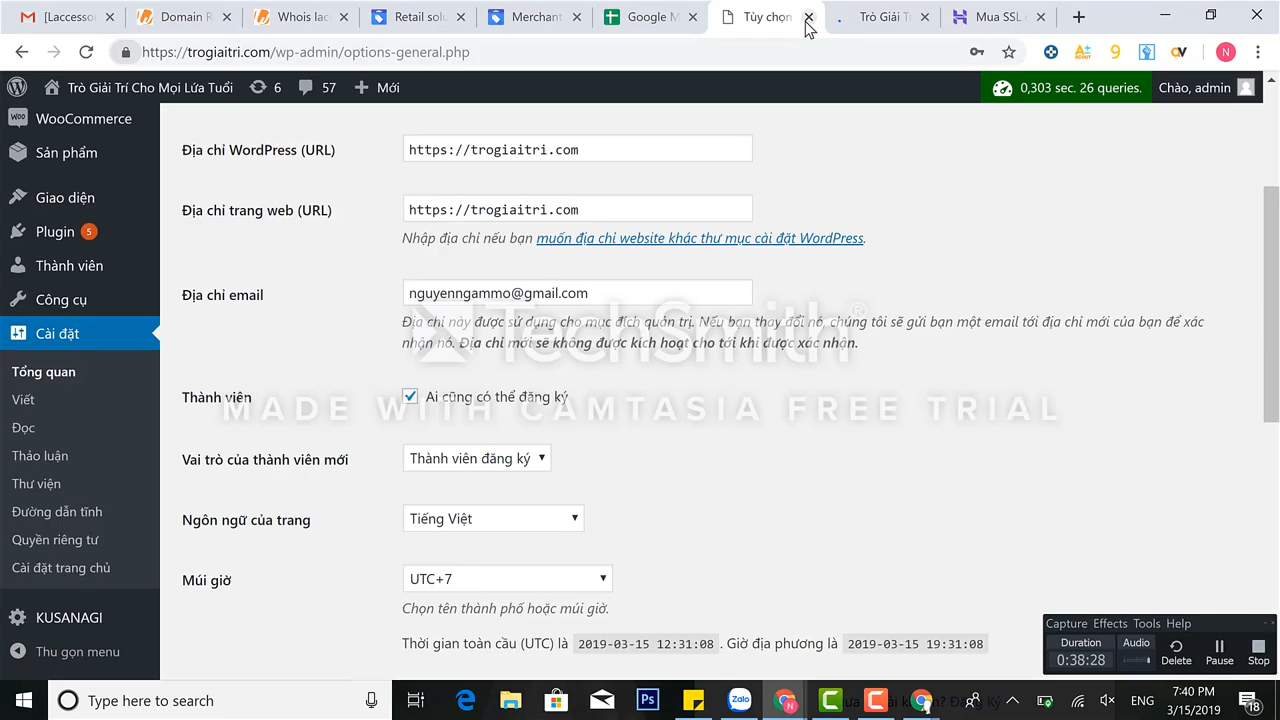 [Laccessor
Domain R
Whois lac
Retail solu
Merchant
Google M
Tùy chọn
Trò Giải T
Mua SSL
https://trogiaitri.com/wp-admin/options-general.php
Trò Giải Trí Cho Mọi Lứa Tuổi
6
57
Mới
0,303 sec. 26 queries.
Chào, admin
WooCommerce
Sản phẩm
Giao diện
Plugin 5
Thành viên
Công cụ
Cài đặt
Tổng quan
Viết
Đọc
Thảo luận
Thư viện
Đường dẫn tĩnh
Quyền riêng tư
Cài đặt trang chủ
KUSANAGI
Thu gọn menu
Địa chỉ WordPress (URL)
https://trogiaitri.com
Địa chỉ trang web (URL)
https://trogiaitri.com
Nhập địa chỉ nếu bạn muốn địa chỉ website khác thư mục cài đặt WordPress.
Địa chỉ email
nguyenngammo@gmail.com
Địa chỉ này được sử dụng cho mục đích quản trị. Nếu bạn thay đổi nó, chúng tôi sẽ gửi bạn một email tới địa chỉ mới của bạn để xác
nhận nó. Địa chỉ mới sẽ không được kích hoạt cho tới khi được xác nhận.
TechSmith®
MADE WITH CAMTASIA FREE TRIAL
Thành viên
Ai cũng có thể đăng ký
Vai trò của thành viên mới
Thành viên đăng ký
Ngôn ngữ của trang
Tiếng Việt
Múi giờ
UTC+7
Chọn tên thành phố hoặc múi giờ.
Thời gian toàn cầu (UTC) là 2019-03-15 12:31:08 . Giờ địa phương là 2019-03-15 19:31:08
Capture Effects Tools Help
Duration
0:38:28
Audio
Delete
Pause
Stop
Type here to search
Zalo
ENG
7:40 PM
3/15/2019
18